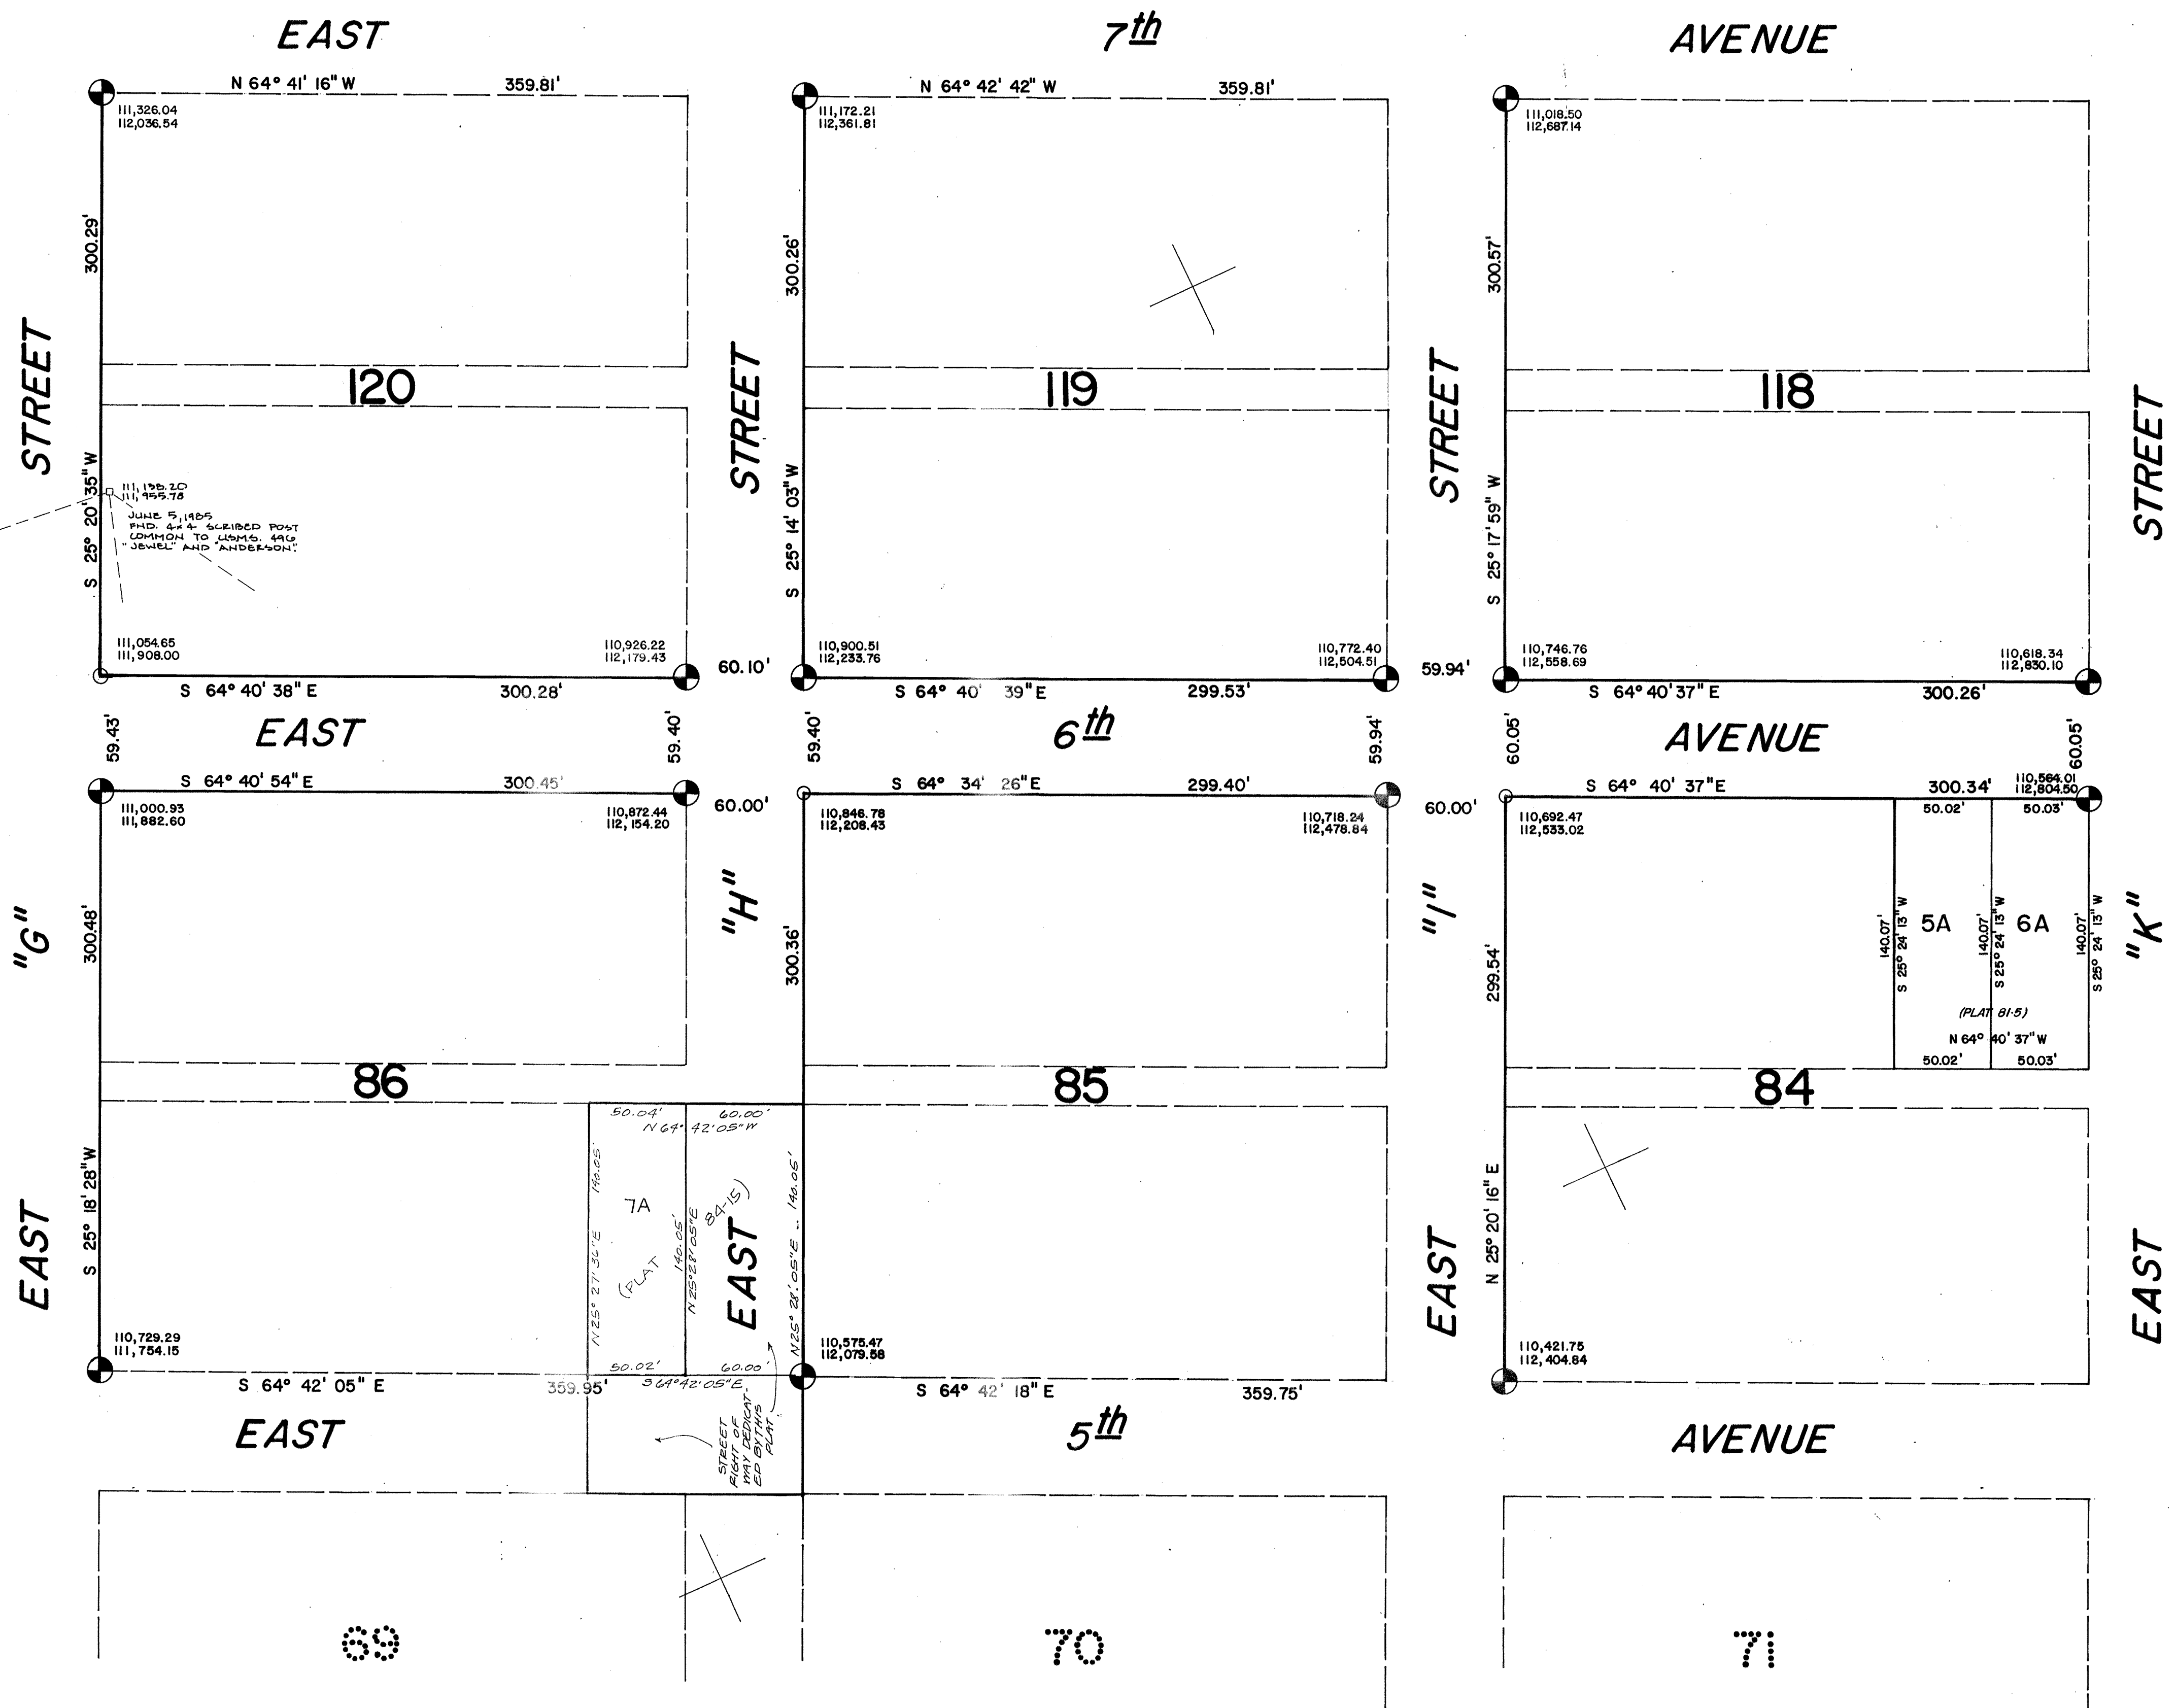 EAST 7th AVENUE
N 64° 41' 16" W 359.81'
N 64° 42' 42" W 359.81'
111,326.04
112,036.54
111,172.21
112,361.81
111,018.50
112,687.14
300.29'
300.26'
300.57'
STREET
STREET
STREET
STREET
120
119
118
S 25° 20' 35" W
S 25° 14' 03" W
S 25° 17' 59" W
111,138.20
111,955.78
JUNE 5, 1985
FND. 4x4 SCRIBED POST
COMMON TO U.S.M.S. 496
"JEWEL" AND "ANDERSON".
111,054.65
111,908.00
110,926.22
112,179.43
60.10'
110,900.51
112,233.76
110,772.40
112,504.51
59.94'
110,746.76
112,558.69
110,618.34
112,830.10
S 64° 40' 38" E 300.28'
S 64° 40' 39" E 299.53'
S 64° 40' 37" E 300.26'
59.43'
59.40'
59.40'
59.94'
60.05'
60.05'
EAST 6th AVENUE
S 64° 40' 54" E 300.45'
S 64° 34' 26" E 299.40'
S 64° 40' 37" E 300.34'
110,564.01
112,804.50
111,000.93
111,882.60
110,872.44
112,154.20
60.00'
110,846.78
112,208.43
110,718.24
112,478.84
60.00'
110,692.47
112,533.02
50.02' 50.03'
"G"
"H"
"I"
"K"
300.48'
300.36'
299.54'
140.07'
S 25° 24' 13" W
5A
140.07'
S 25° 24' 13" W
6A
140.07'
S 25° 24' 13" W
(PLAT 81-5)
N 64° 40' 37" W
50.02' 50.03'
86
85
84
50.04' 60.00'
N 64° 42' 05" W
S 25° 18' 28" W
140.05'
N 25° 27' 36" E
7A
(PLAT 84-15)
140.05'
N 25° 28' 05" E
N 25° 28' 05" E -- 140.05'
N 25° 20' 16" E
EAST
EAST
EAST
EAST
110,729.29
111,754.15
110,575.47
112,079.58
110,421.75
112,404.84
50.02' 60.00'
S 64° 42' 05" E 359.95' S 64° 42' 05" E
S 64° 42' 18" E 359.75'
STREET
RIGHT OF
WAY DEDICAT-
ED BY THIS
PLAT
EAST 5th AVENUE
69
70
71